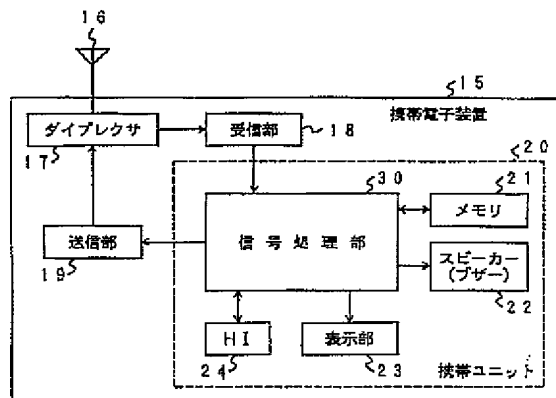 16
15
携帯電子装置
ダイプレクサ
17
受信部
18
20
30
21
メモリ
信号処理部
送信部
19
スピーカー
(ブザー)
22
HI
24
表示部
23
携帯ユニット